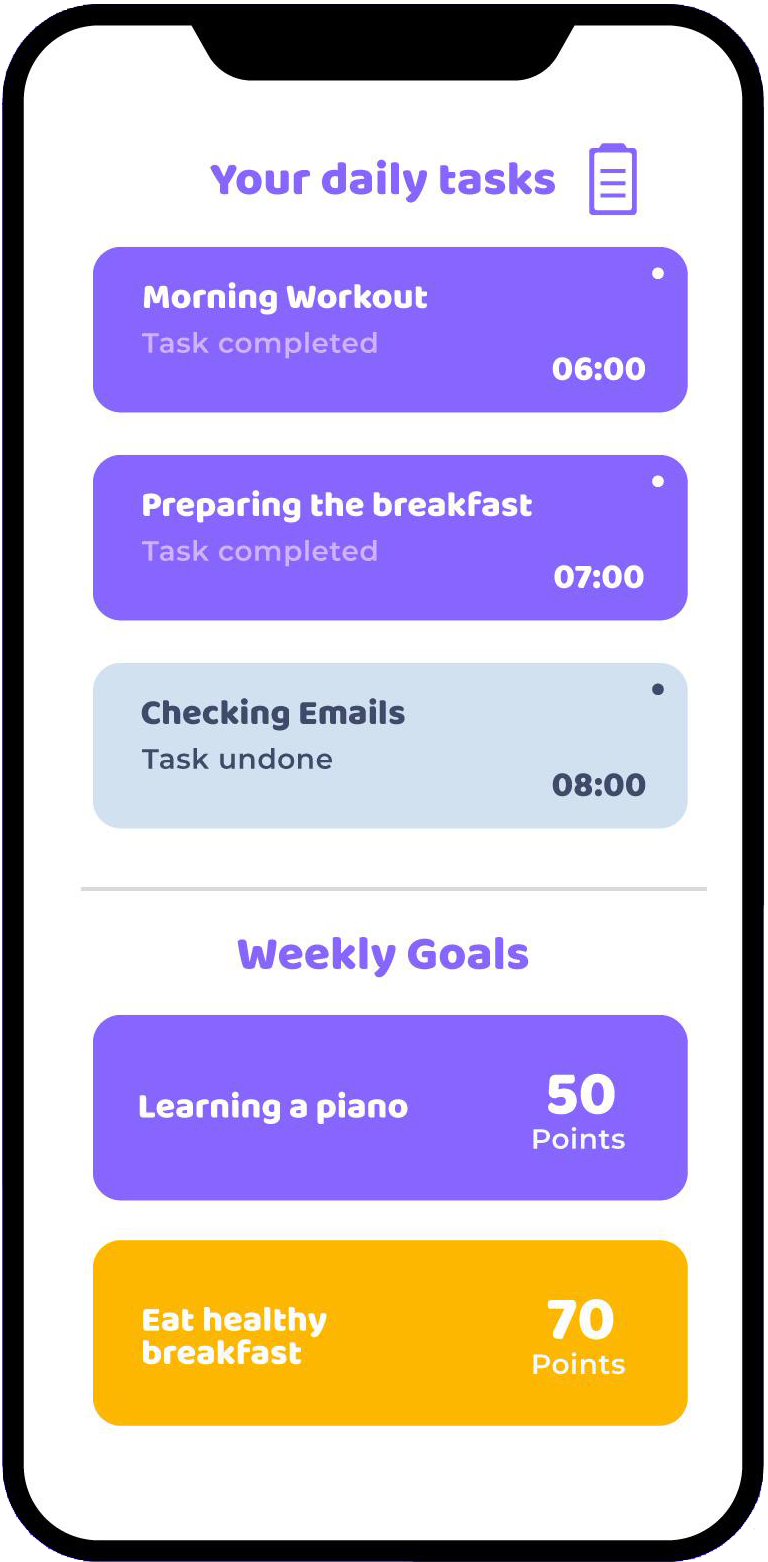 Your daily tasks
Morning Workout
Task completed
06:00
Preparing the breakfast
Task completed
07:00
Checking Emails
Task undone
08:00
Weekly Goals
Learning a piano
50
Points
Eat healthy
breakfast
70
Points